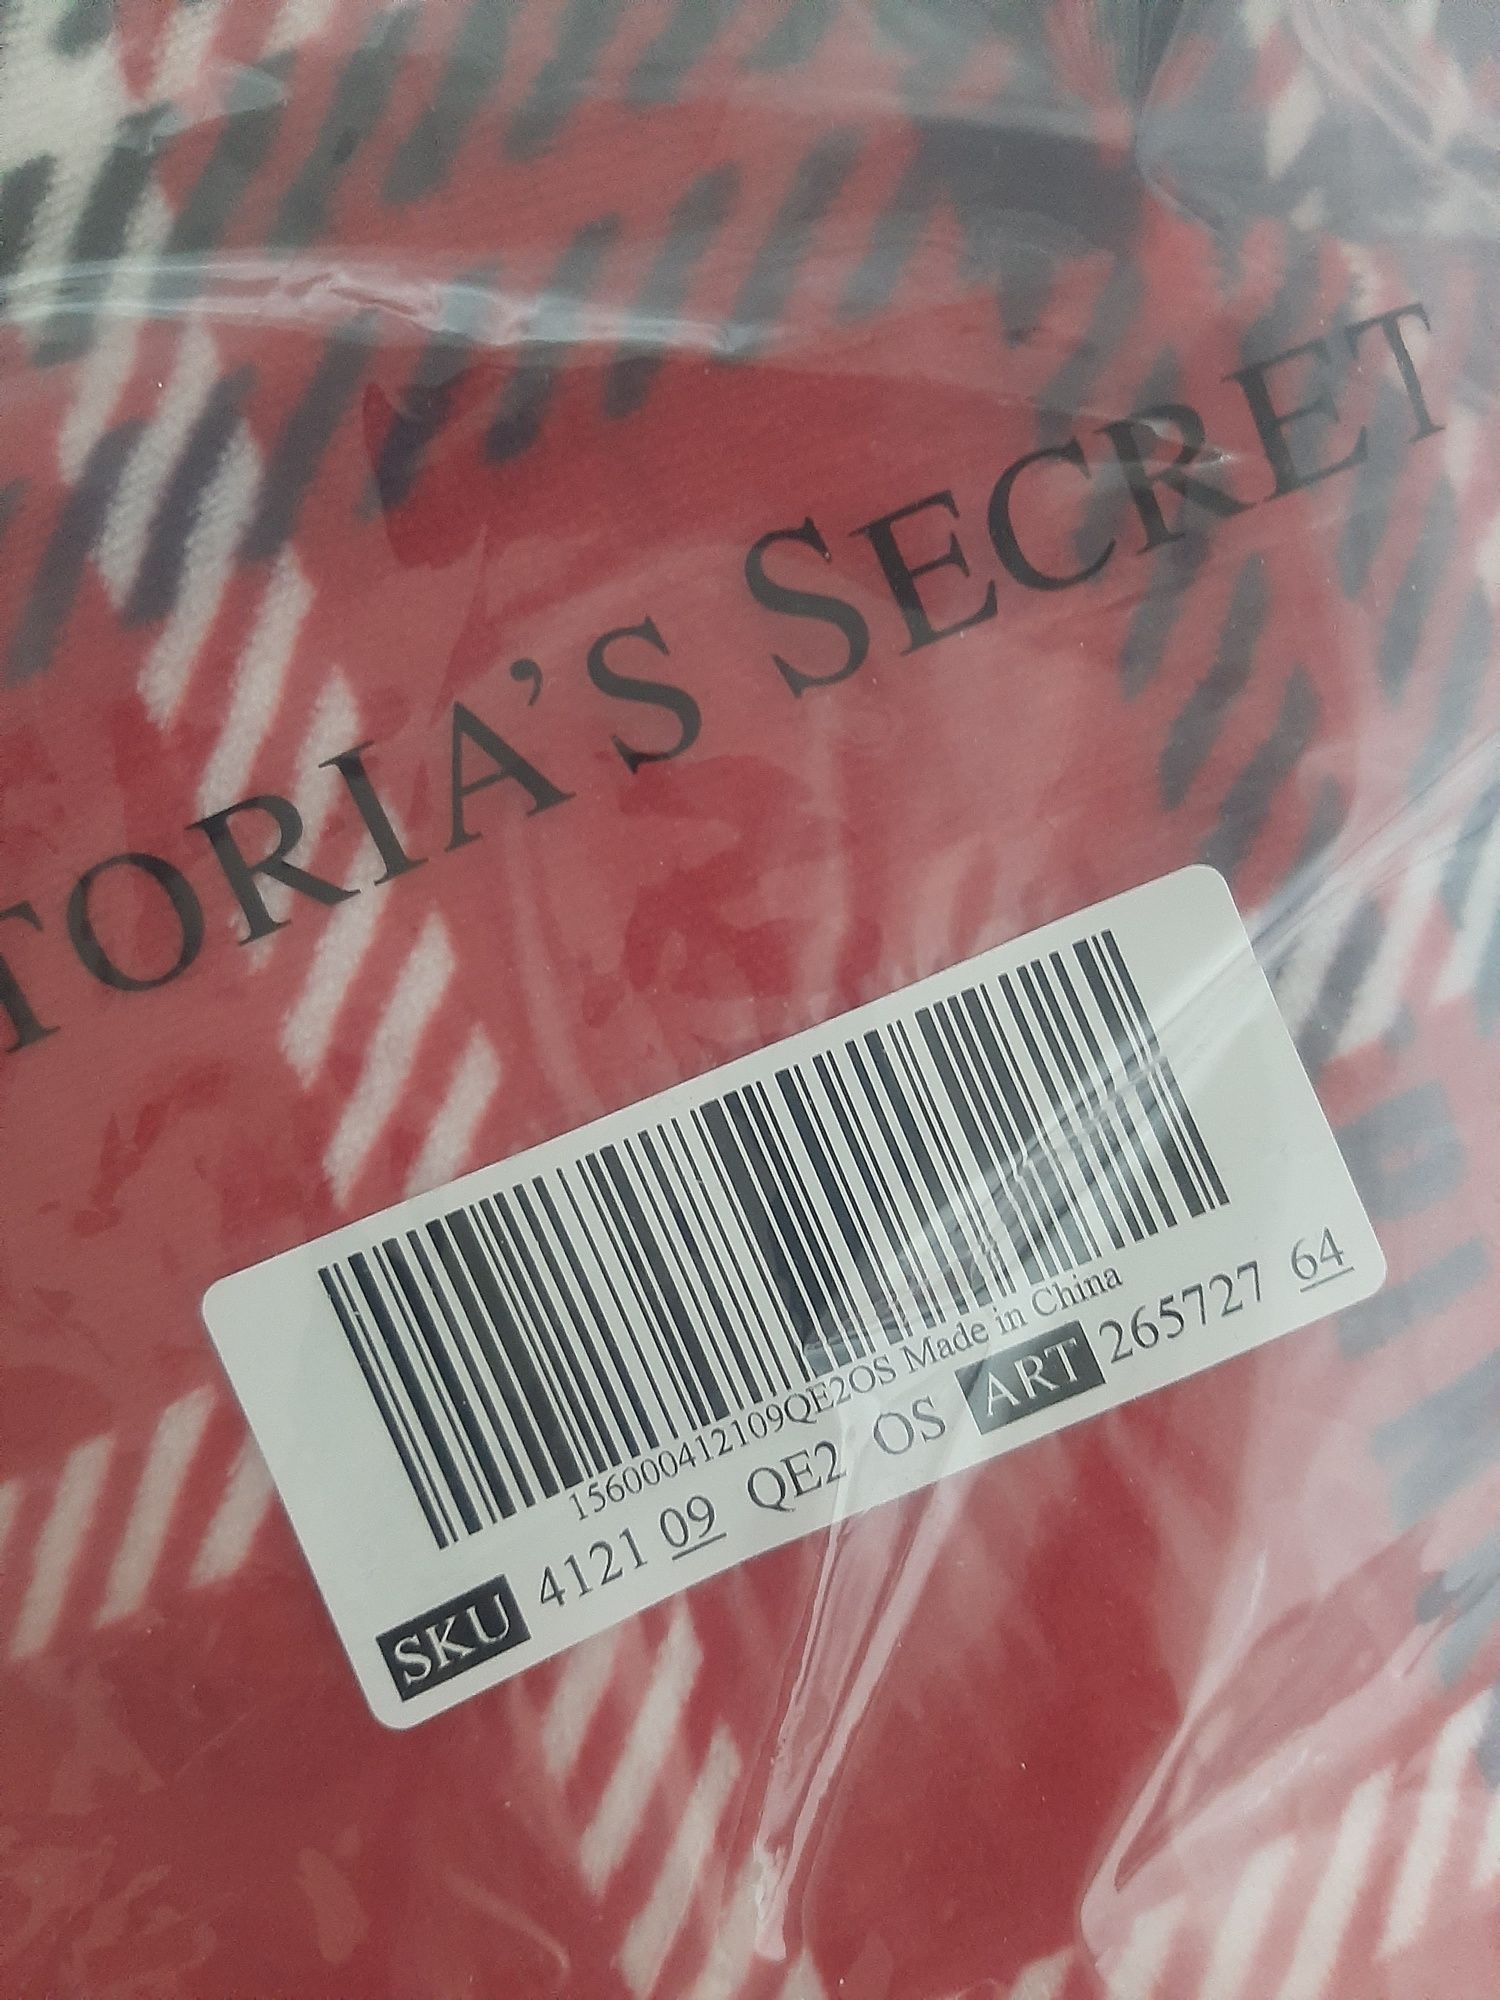 TORIA'S SECRET
156000412109QE2OS Made in China
SKU 4121 09 QE2 OS ART 265727 64